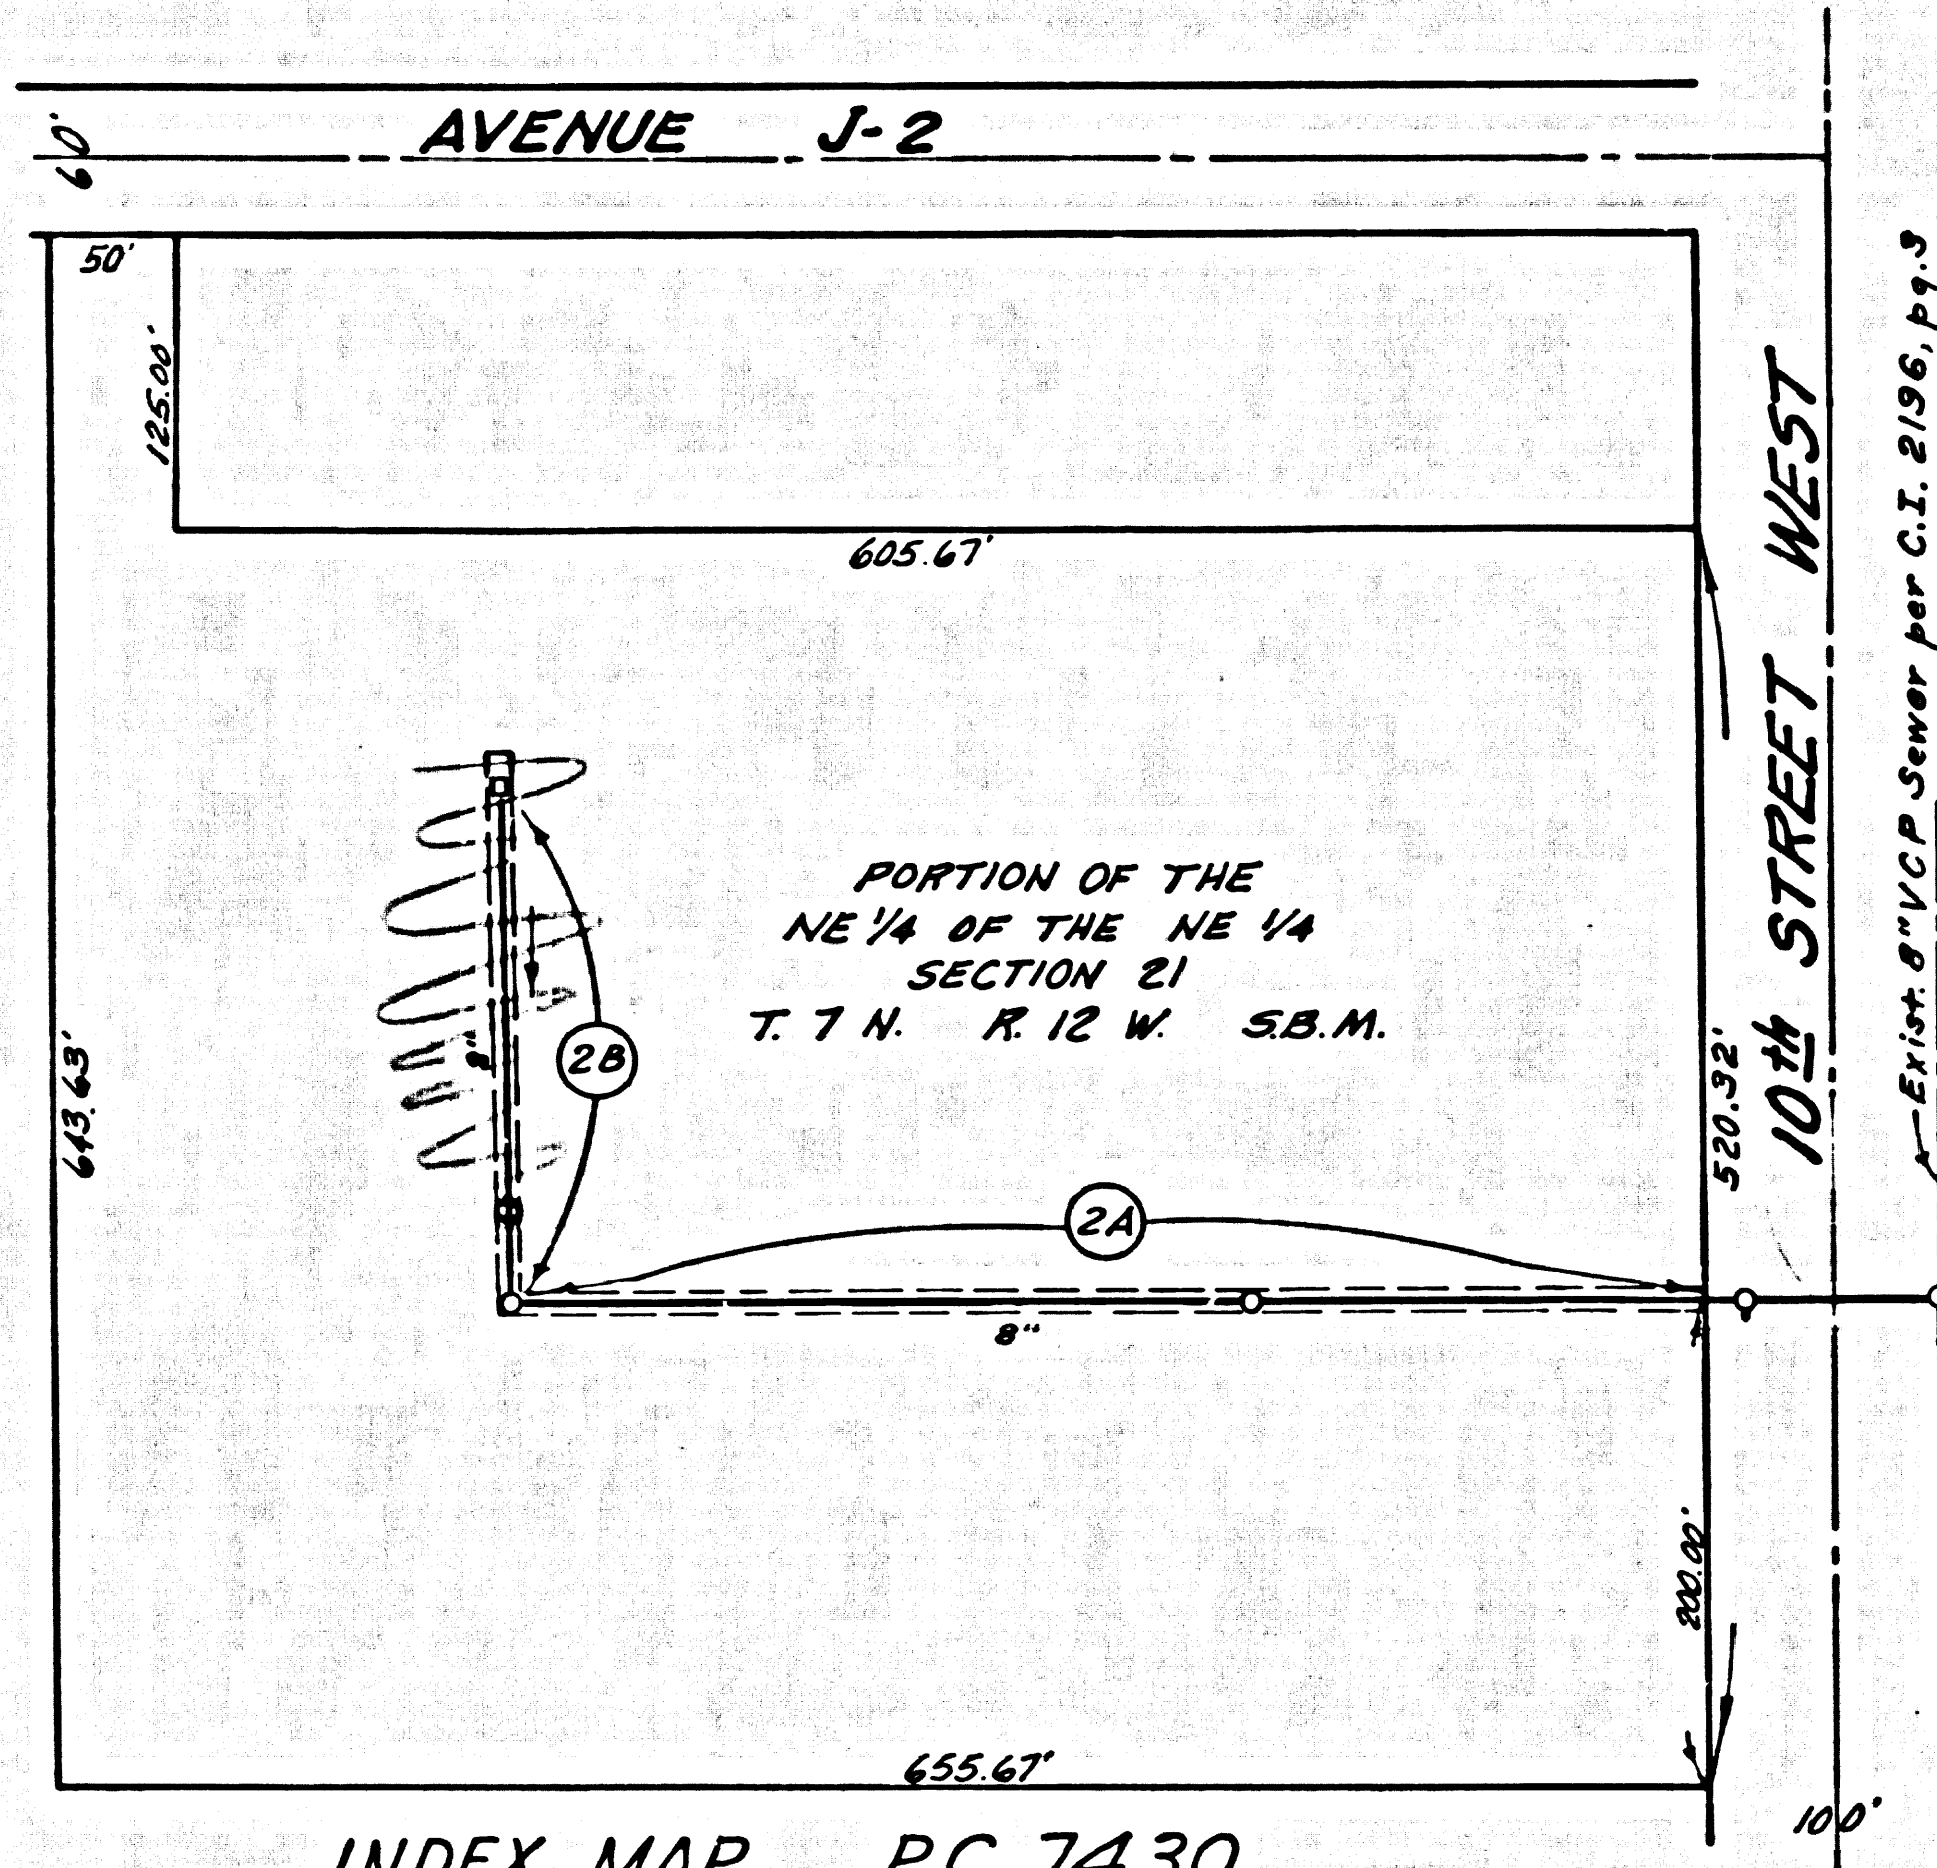 AVENUE J-2
60'
50'
125.00'
605.67'
10th STREET WEST
Exist. 8" VCP Sewer per C.I. 2196, pg. 3
PORTION OF THE
NE 1/4 OF THE NE 1/4
SECTION 21
T. 7 N. R. 12 W. S.B.M.
643.63'
8"
2B
520.32'
2A
8"
200.00'
655.67'
100'
INDEX MAP P.C. 7430